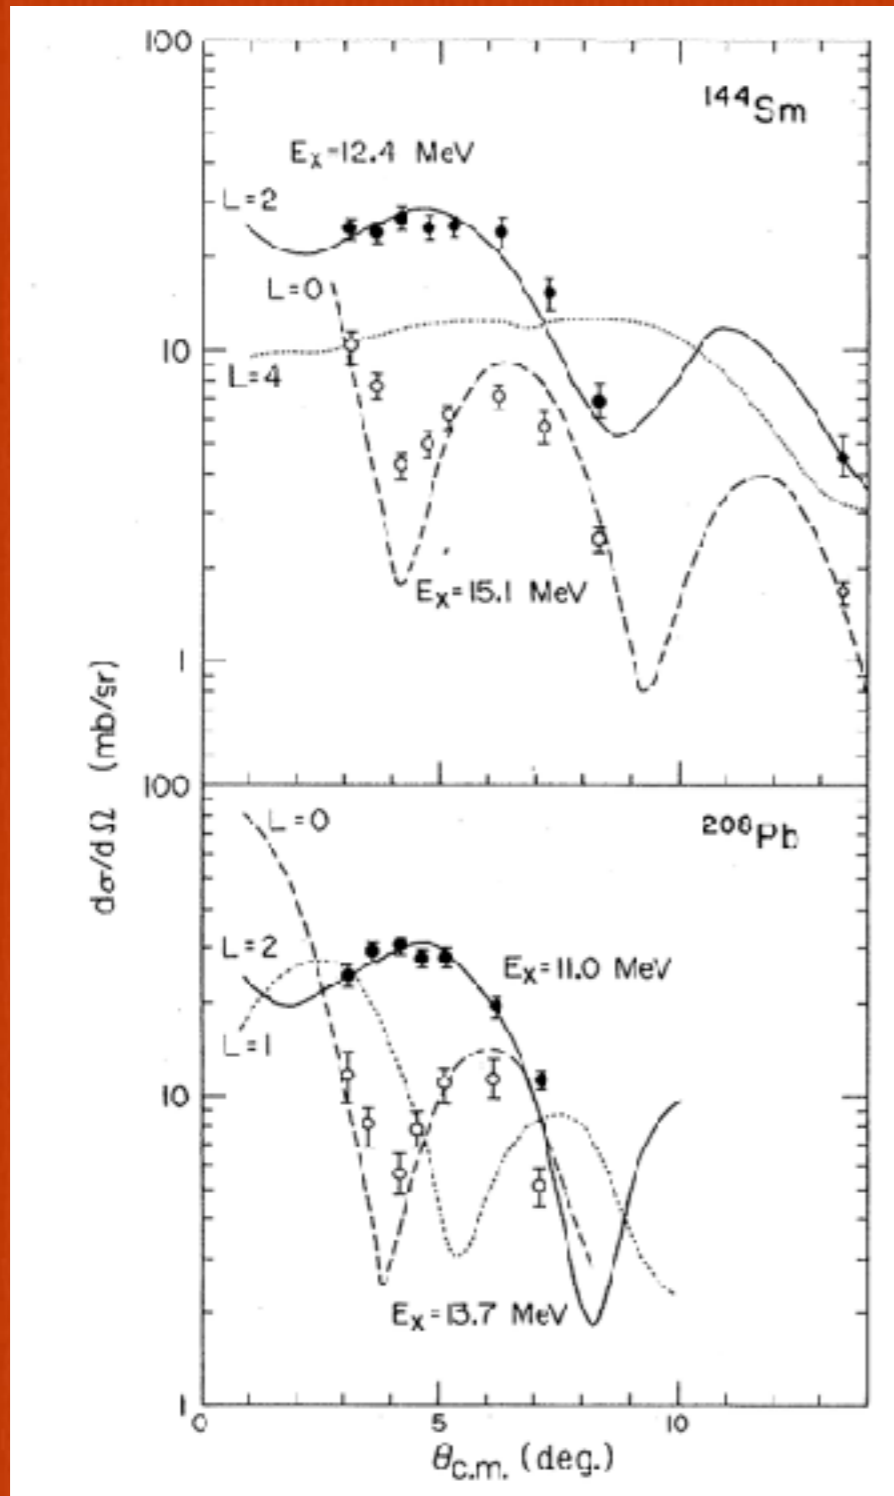 100
¹⁴⁴Sm
Eₓ=12.4 MeV
L=2
L=0
10
L=4
Eₓ=15.1 MeV
1
dσ/dΩ (mb/sr)
100
L=0
²⁰⁸Pb
L=2
Eₓ=11.0 MeV
L=1
10
Eₓ=13.7 MeV
1
0 5 10
θc.m. (deg.)